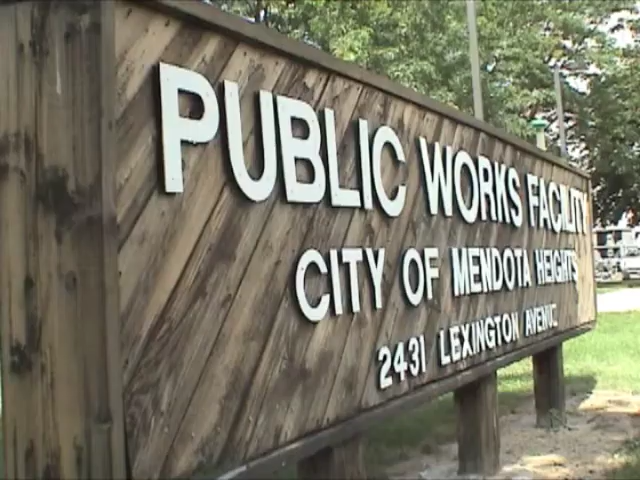 PUBLIC WORKS FACILITY
CITY OF MENDOTA HEIGHTS
2431 LEXINGTON AVENUE